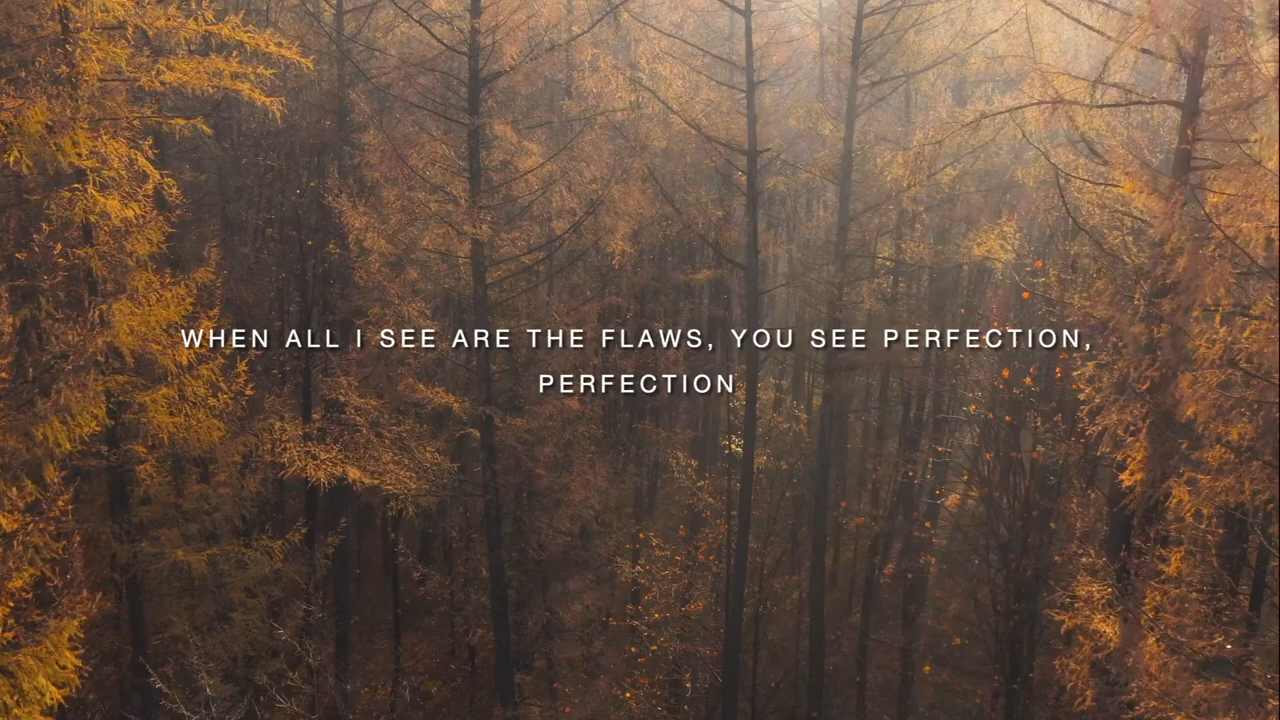 WHEN ALL I SEE ARE THE FLAWS, YOU SEE PERFECTION,
PERFECTION